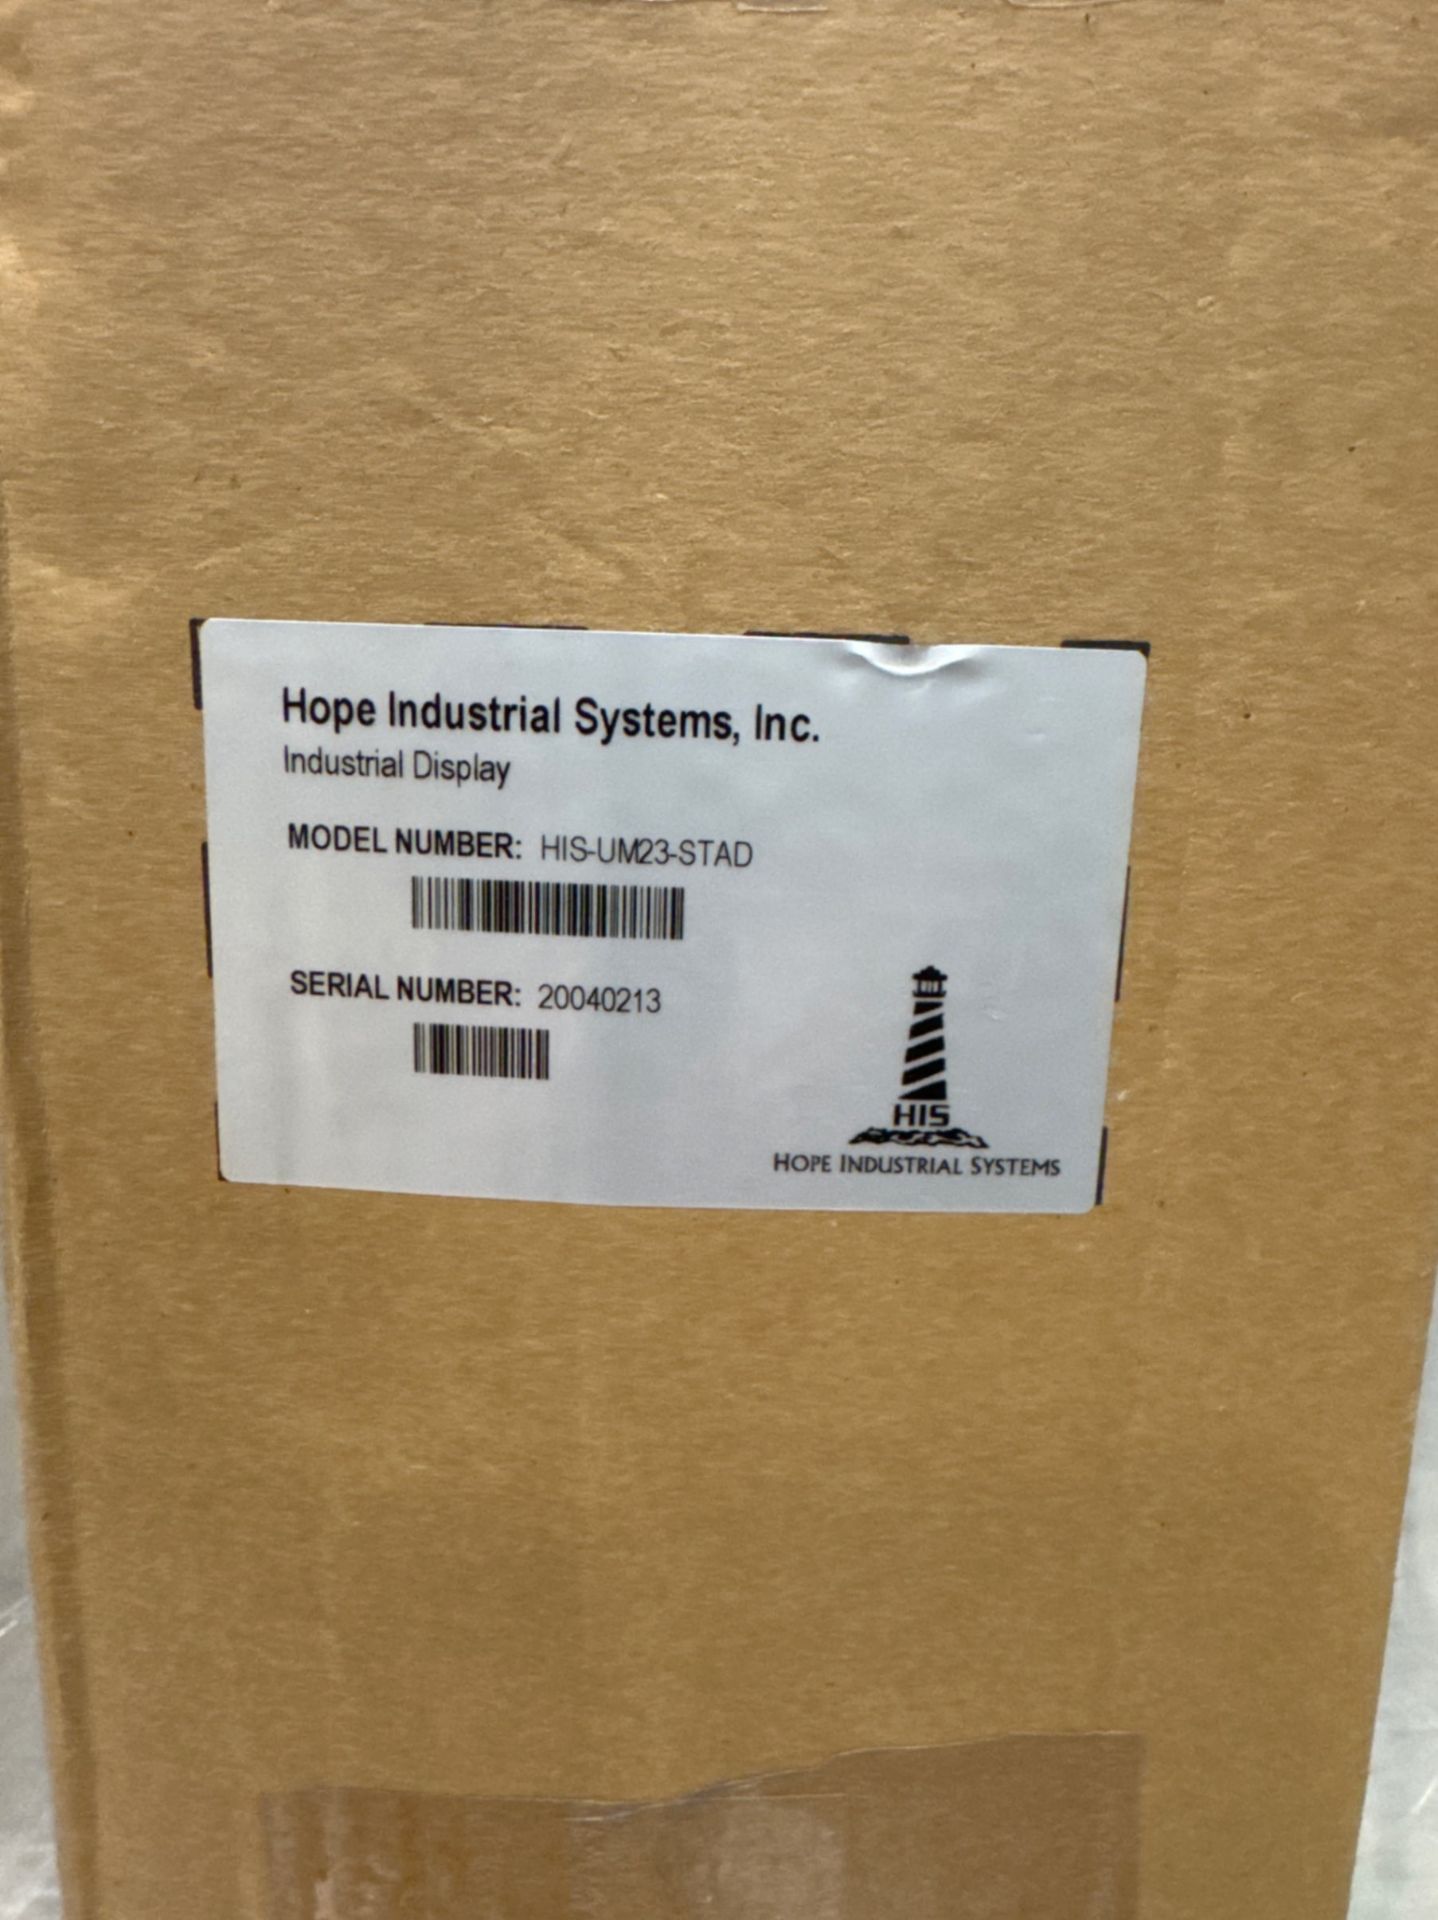 Hope Industrial Systems, Inc.
Industrial Display
MODEL NUMBER: HIS-UM23-STAD
SERIAL NUMBER: 20040213
HIS
HOPE INDUSTRIAL SYSTEMS